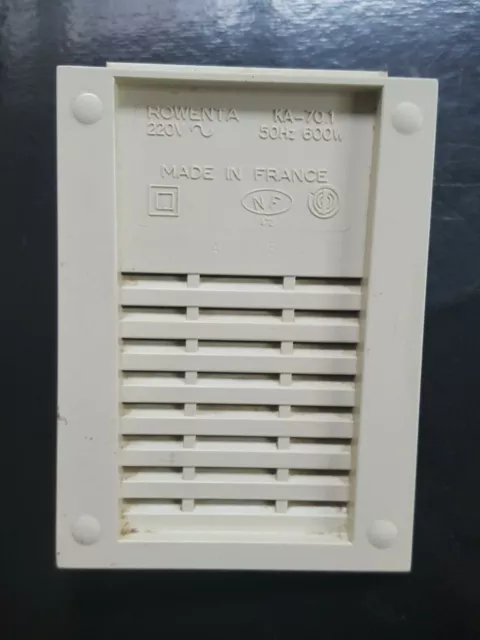 ROWENTA KA-70.1
220V 50Hz 600W
MADE IN FRANCE
NF